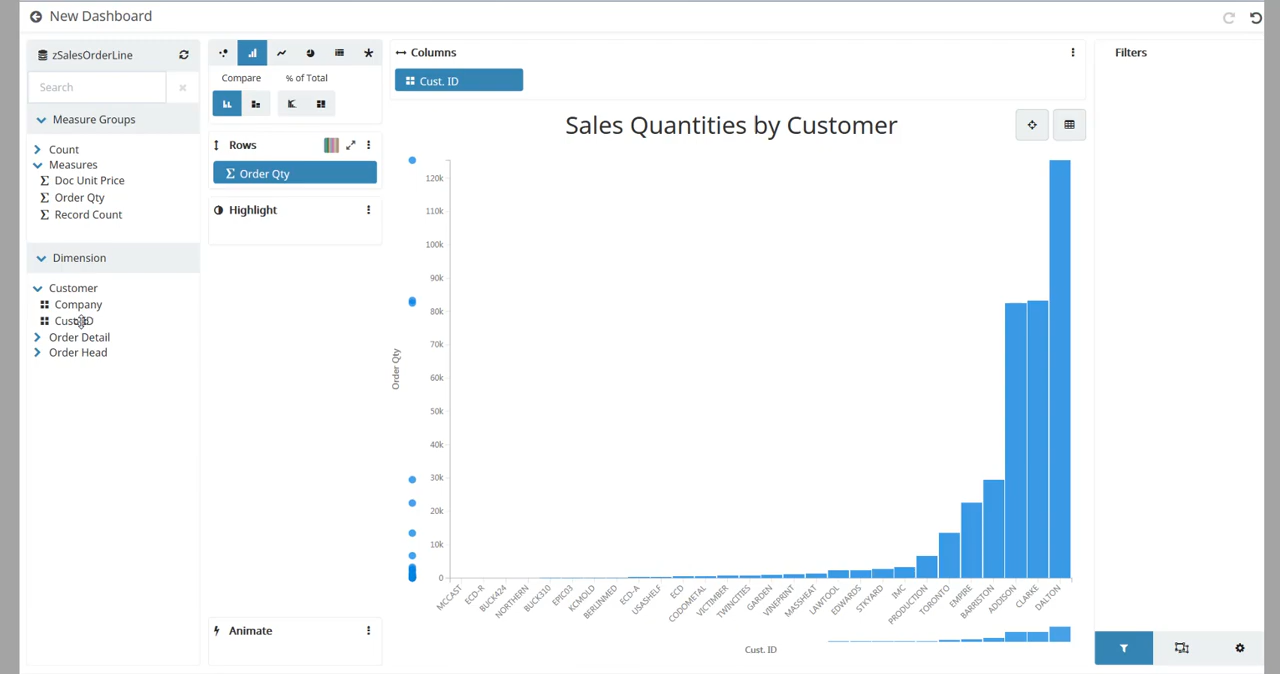 New Dashboard
zSalesOrderLine
Search
Measure Groups
Count
Measures
Doc Unit Price
Order Qty
Record Count
Dimension
Customer
Company
Cust. ID
Order Detail
Order Head
Compare
% of Total
Rows
Order Qty
Highlight
Animate
Columns
Cust. ID
Sales Quantities by Customer
120k
110k
100k
90k
80k
70k
60k
50k
40k
30k
20k
10k
0
Order Qty
MCCAST
ECD-R
BUCK424
NORTHERN
BUCK310
EPIC03
KCMOLD
BERLINMED
ECD-A
USASHELF
ECD
CODOMETAL
VICTIMBER
TWINCITIES
GARDEN
VINEPRINT
MASSHEAT
LAWTOOL
EDWARDS
STKYARD
IMC
PRODUCTION
TORONTO
EMPIRE
BARRISTON
ADDISON
CLARKE
DALTON
Cust. ID
Filters